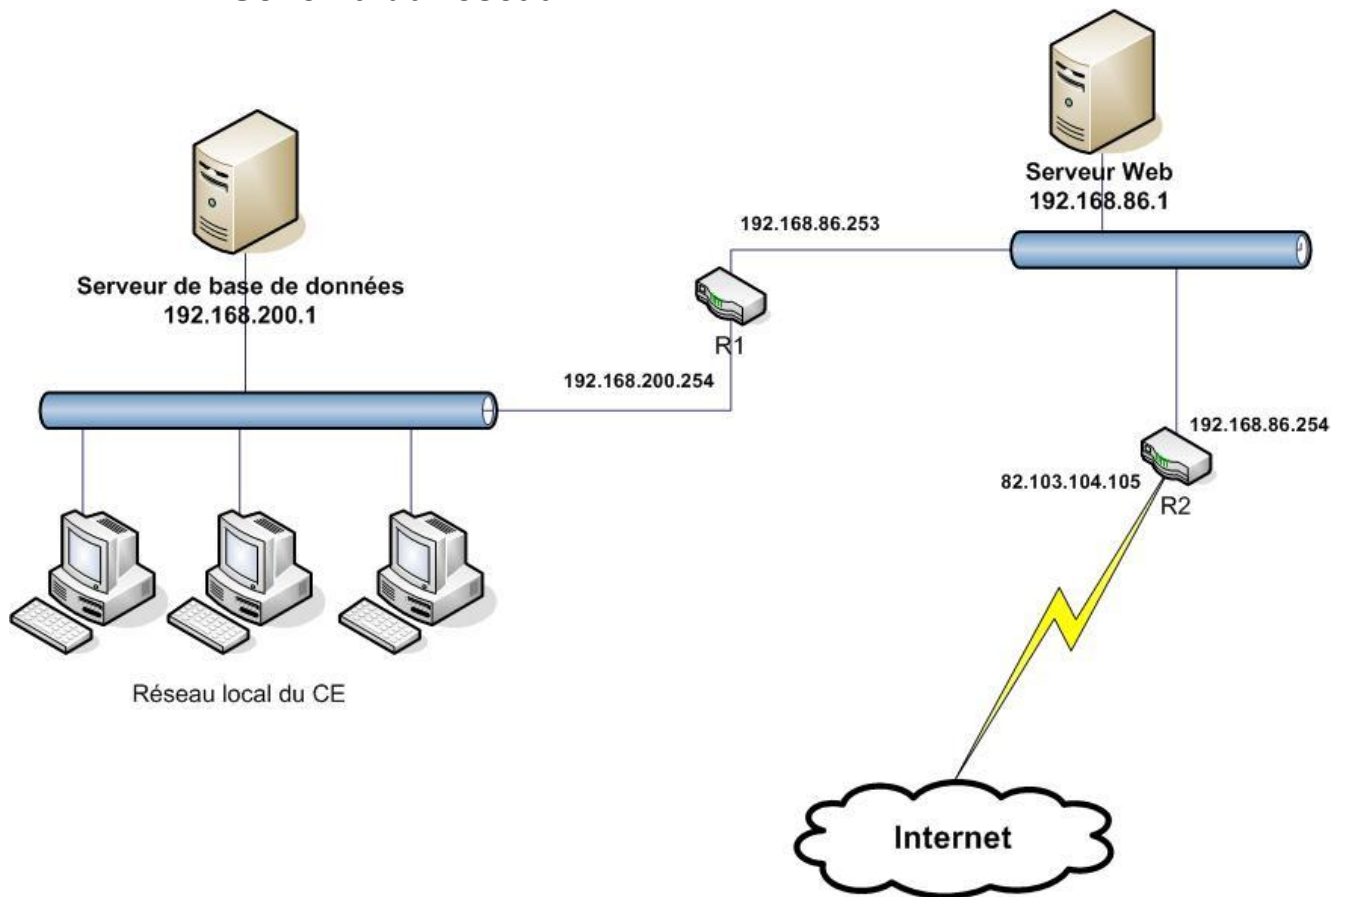 Serveur Web
192.168.86.1
192.168.86.253
Serveur de base de données
192.168.200.1
R1
192.168.200.254
192.168.86.254
82.103.104.105
R2
Réseau local du CE
Internet